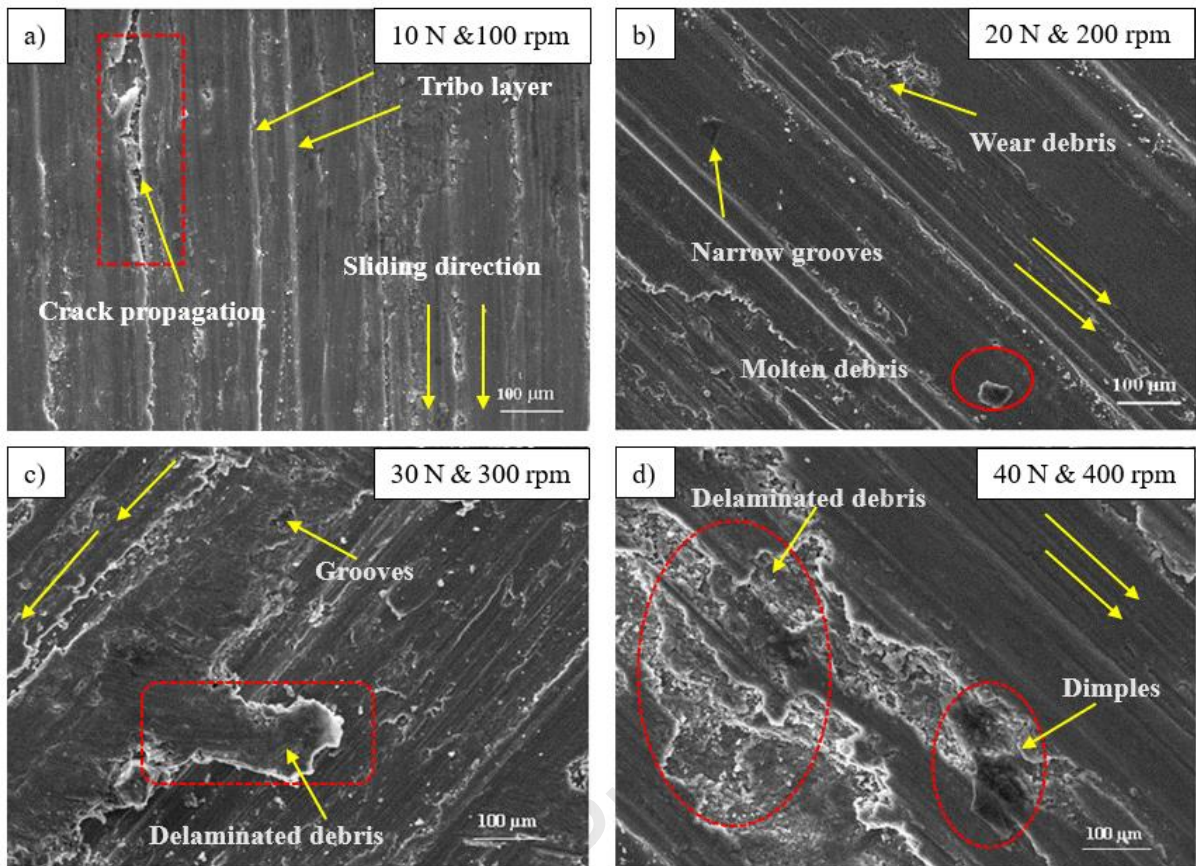 a)
10 N &100 rpm
Tribo layer
Sliding direction
Crack propagation
100 µm
b)
20 N & 200 rpm
Wear debris
Narrow grooves
Molten debris
100 µm
c)
30 N & 300 rpm
Grooves
Delaminated debris
100 µm
d)
40 N & 400 rpm
Delaminated debris
Dimples
100 µm